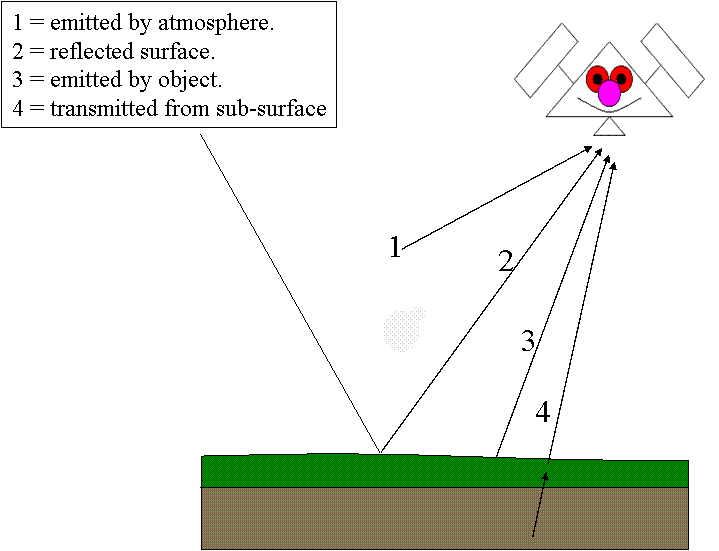 1 = emitted by atmosphere.
2 = reflected surface.
3 = emitted by object.
4 = transmitted from sub-surface
1
2
3
4